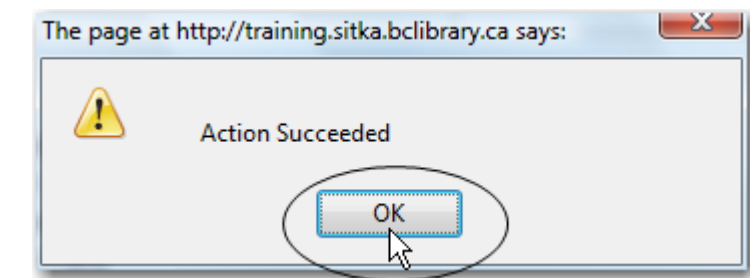 The page at http://training.sitka.bclibrary.ca says:
Action Succeeded
OK